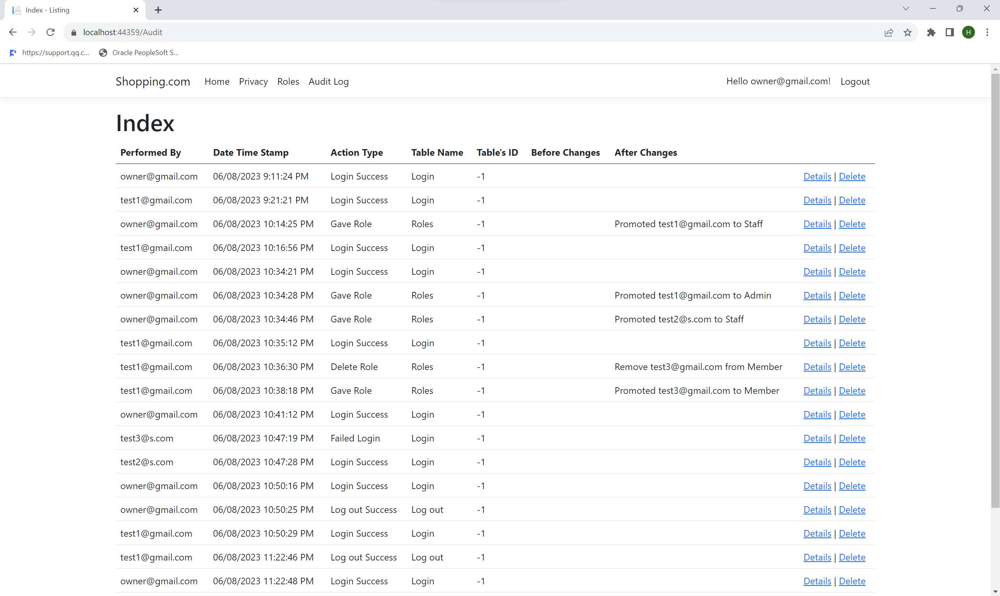 Index - Listing
localhost:44359/Audit
H
https://support.qq.c... Oracle PeopleSoft S...
Shopping.com Home Privacy Roles Audit Log Hello owner@gmail.com! Logout
Index
Performed By Date Time Stamp Action Type Table Name Table's ID Before Changes After Changes
owner@gmail.com 06/08/2023 9:11:24 PM Login Success Login -1 Details | Delete
test1@gmail.com 06/08/2023 9:21:21 PM Login Success Login -1 Details | Delete
owner@gmail.com 06/08/2023 10:14:25 PM Gave Role Roles -1 Promoted test1@gmail.com to Staff Details | Delete
test1@gmail.com 06/08/2023 10:16:56 PM Login Success Login -1 Details | Delete
owner@gmail.com 06/08/2023 10:34:21 PM Login Success Login -1 Details | Delete
owner@gmail.com 06/08/2023 10:34:28 PM Gave Role Roles -1 Promoted test1@gmail.com to Admin Details | Delete
owner@gmail.com 06/08/2023 10:34:46 PM Gave Role Roles -1 Promoted test2@s.com to Staff Details | Delete
test1@gmail.com 06/08/2023 10:35:12 PM Login Success Login -1 Details | Delete
test1@gmail.com 06/08/2023 10:36:30 PM Delete Role Roles -1 Remove test3@gmail.com from Member Details | Delete
test1@gmail.com 06/08/2023 10:38:18 PM Gave Role Roles -1 Promoted test3@gmail.com to Member Details | Delete
owner@gmail.com 06/08/2023 10:41:12 PM Login Success Login -1 Details | Delete
test3@s.com 06/08/2023 10:47:19 PM Failed Login Login -1 Details | Delete
test2@s.com 06/08/2023 10:47:28 PM Login Success Login -1 Details | Delete
owner@gmail.com 06/08/2023 10:50:16 PM Login Success Login -1 Details | Delete
owner@gmail.com 06/08/2023 10:50:25 PM Log out Success Log out -1 Details | Delete
test1@gmail.com 06/08/2023 10:50:29 PM Login Success Login -1 Details | Delete
test1@gmail.com 06/08/2023 11:22:46 PM Log out Success Log out -1 Details | Delete
owner@gmail.com 06/08/2023 11:22:48 PM Login Success Login -1 Details | Delete